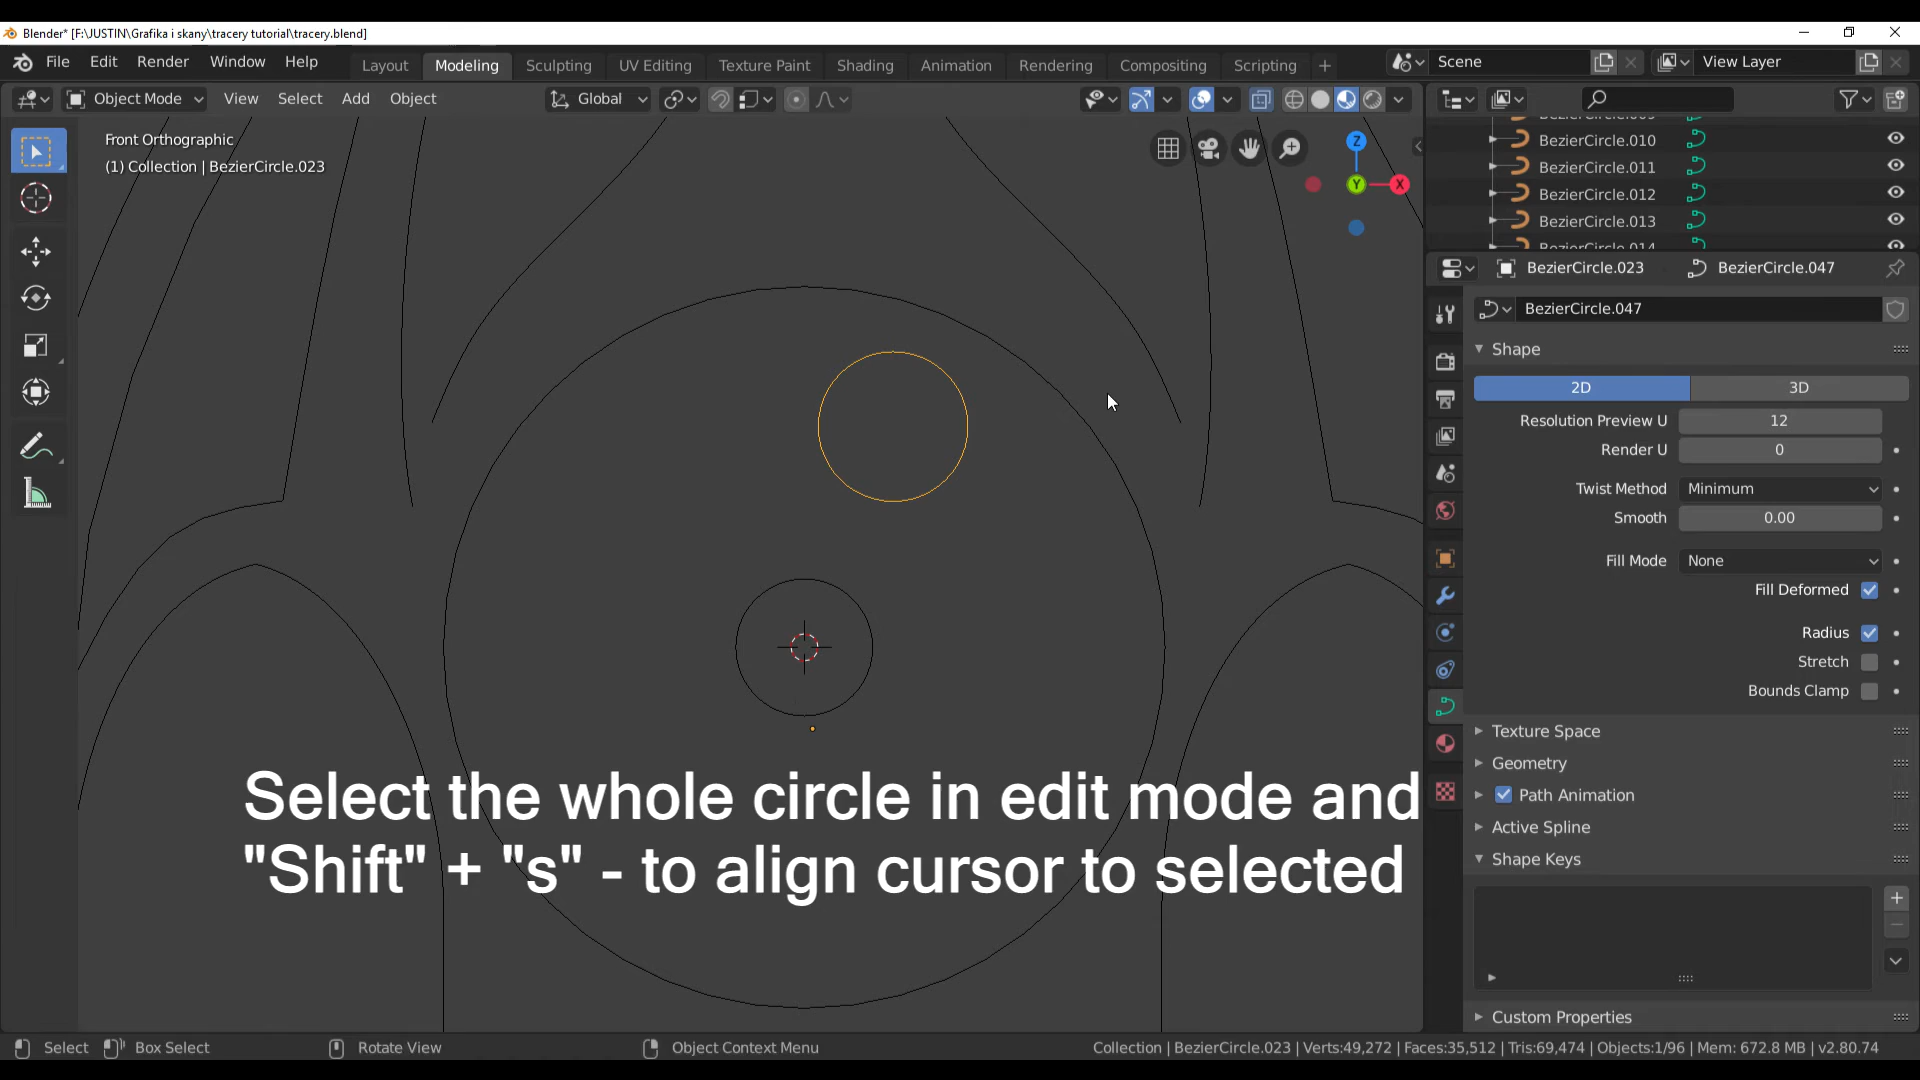 Blender* [F:\JUSTIN\Grafika i skany\tracery tutorial\tracery.blend]
File Edit Render Window Help Layout Modeling Sculpting UV Editing Texture Paint Shading Animation Rendering Compositing Scripting + Scene View Layer
Object Mode View Select Add Object Global
Front Orthographic
(1) Collection | BezierCircle.023
Z
Y
X
BezierCircle.010
BezierCircle.011
BezierCircle.012
BezierCircle.013
BezierCircle.014
BezierCircle.023 BezierCircle.047
BezierCircle.047
Shape
2D 3D
Resolution Preview U 12
Render U 0
Twist Method Minimum
Smooth 0.00
Fill Mode None
Fill Deformed
Radius
Stretch
Bounds Clamp
Texture Space
Geometry
Path Animation
Active Spline
Shape Keys
Custom Properties
Select the whole circle in edit mode and
"Shift" + "s" - to align cursor to selected
Select Box Select Rotate View Object Context Menu Collection | BezierCircle.023 | Verts:49,272 | Faces:35,512 | Tris:69,474 | Objects:1/96 | Mem: 672.8 MB | v2.80.74